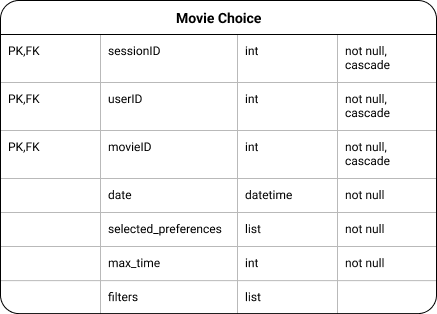 Movie Choice
PK,FK sessionID int not null,
cascade
PK,FK userID int not null,
cascade
PK,FK movieID int not null,
cascade
date datetime not null
selected_preferences list not null
max_time int not null
filters list